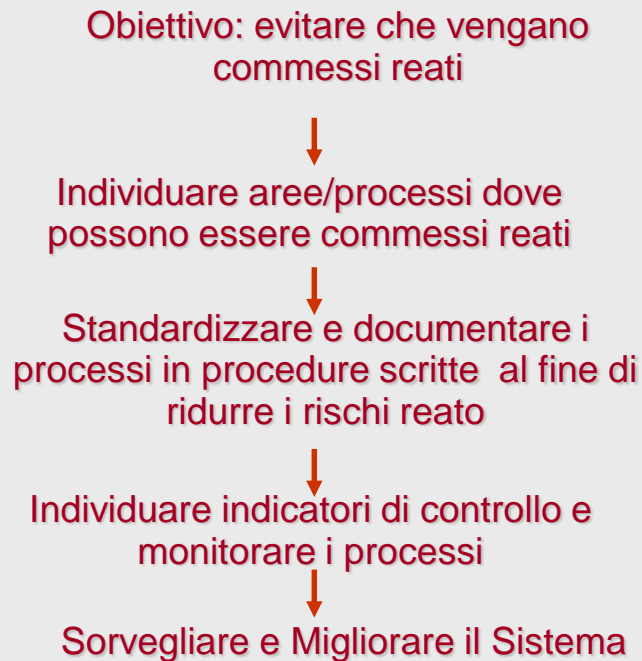 Obiettivo: evitare che vengano
commessi reati
Individuare aree/processi dove
possono essere commessi reati
Standardizzare e documentare i
processi in procedure scritte al fine di
ridurre i rischi reato
Individuare indicatori di controllo e
monitorare i processi
Sorvegliare e Migliorare il Sistema